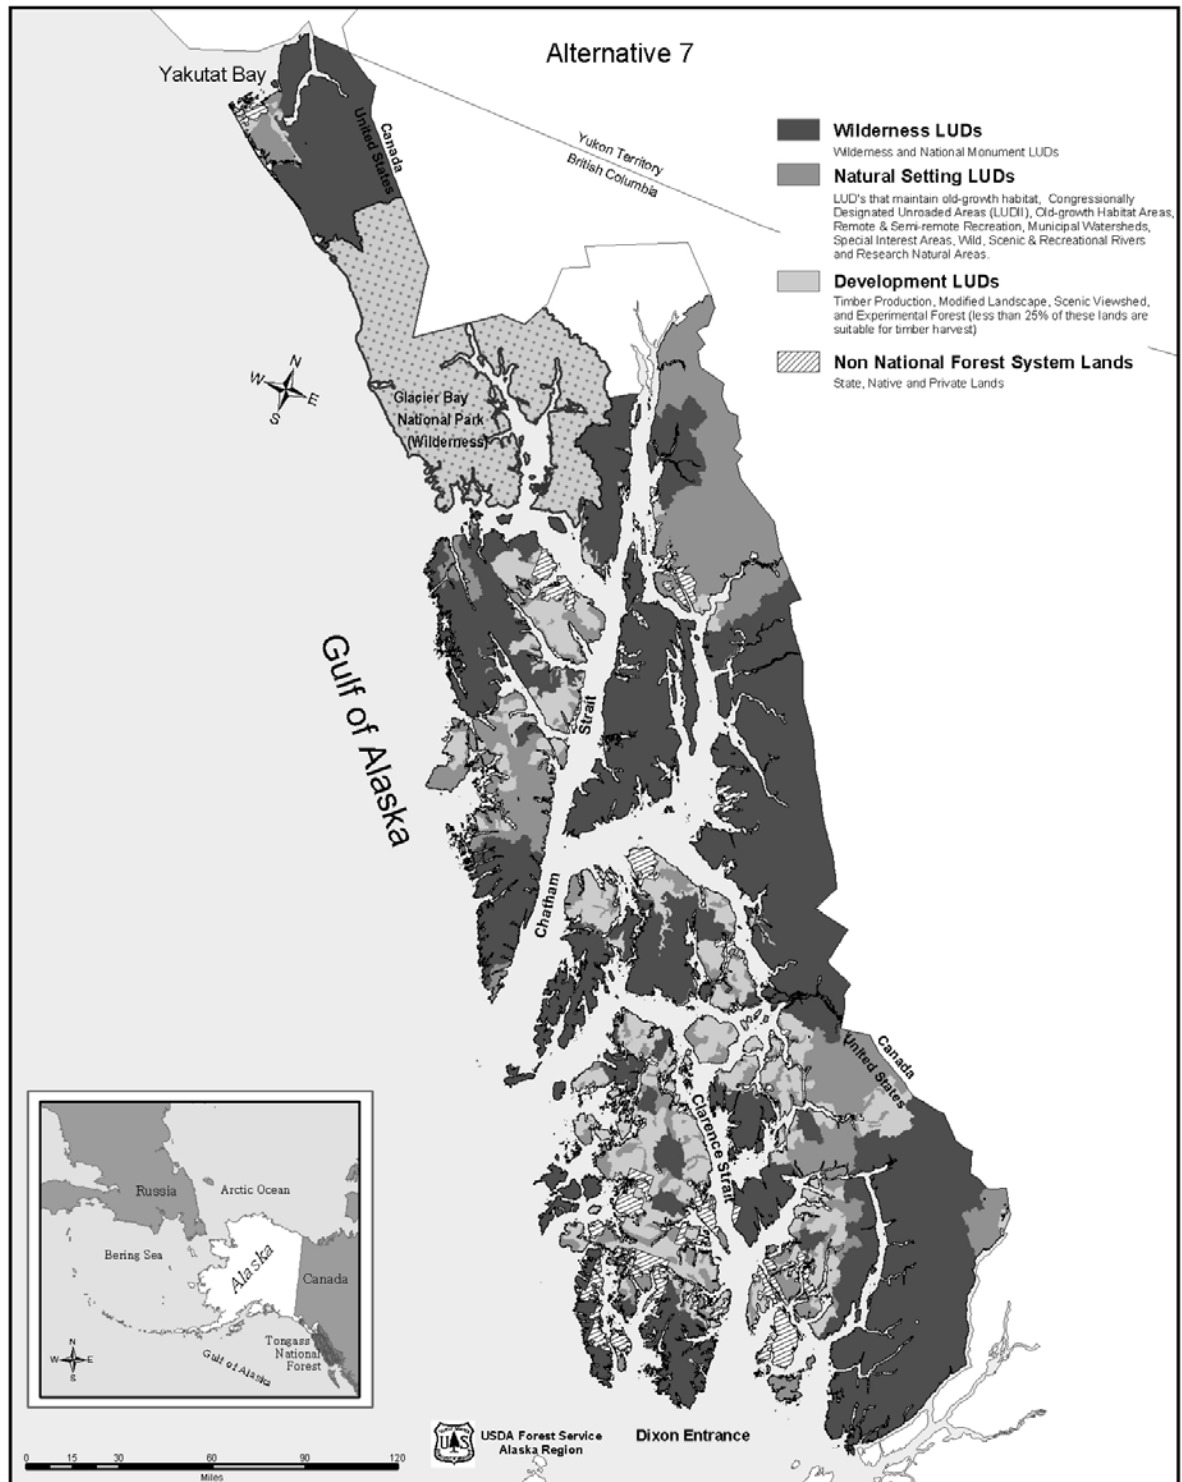 Alternative 7
Yakutat Bay
Canada
United States
Yukon Territory
British Columbia
Wilderness LUDs
Wilderness and National Monument LUDs
Natural Setting LUDs
LUD's that maintain old-growth habitat, Congressionally
Designated Unroaded Areas (LUDII), Old-growth Habitat Areas,
Remote & Semi-remote Recreation, Municipal Watersheds,
Special Interest Areas, Wild, Scenic & Recreational Rivers
and Research Natural Areas.
Development LUDs
Timber Production, Modified Landscape, Scenic Viewshed,
and Experimental Forest (less than 25% of these lands are
suitable for timber harvest)
Non National Forest System Lands
State, Native and Private Lands
N
W
E
S
Glacier Bay
National Park
(Wilderness)
Gulf of Alaska
Strait
Chatham
Canada
United States
Clarence Strait
Russia
Arctic Ocean
Bering Sea
Alaska
Canada
Tongass
National
Forest
Gulf of Alaska
N
W
E
S
USDA Forest Service
Alaska Region
Dixon Entrance
U S
0 15 30 60 90 120
Miles